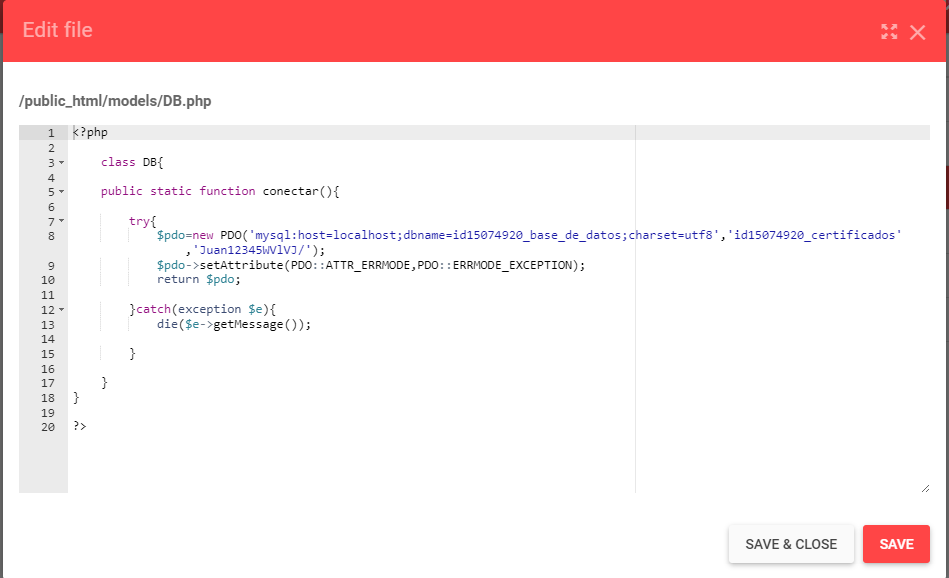 Edit file
/public_html/models/DB.php
1 <?php
2
3 class DB{
4
5 public static function conectar(){
6
7 try{
8 $pdo=new PDO('mysql:host=localhost;dbname=id15074920_base_de_datos;charset=utf8','id15074920_certificados'
,'Juan12345WVlVJ/');
9 $pdo->setAttribute(PDO::ATTR_ERRMODE,PDO::ERRMODE_EXCEPTION);
10 return $pdo;
11
12 }catch(exception $e){
13 die($e->getMessage());
14
15 }
16
17 }
18 }
19
20 ?>
SAVE & CLOSE
SAVE